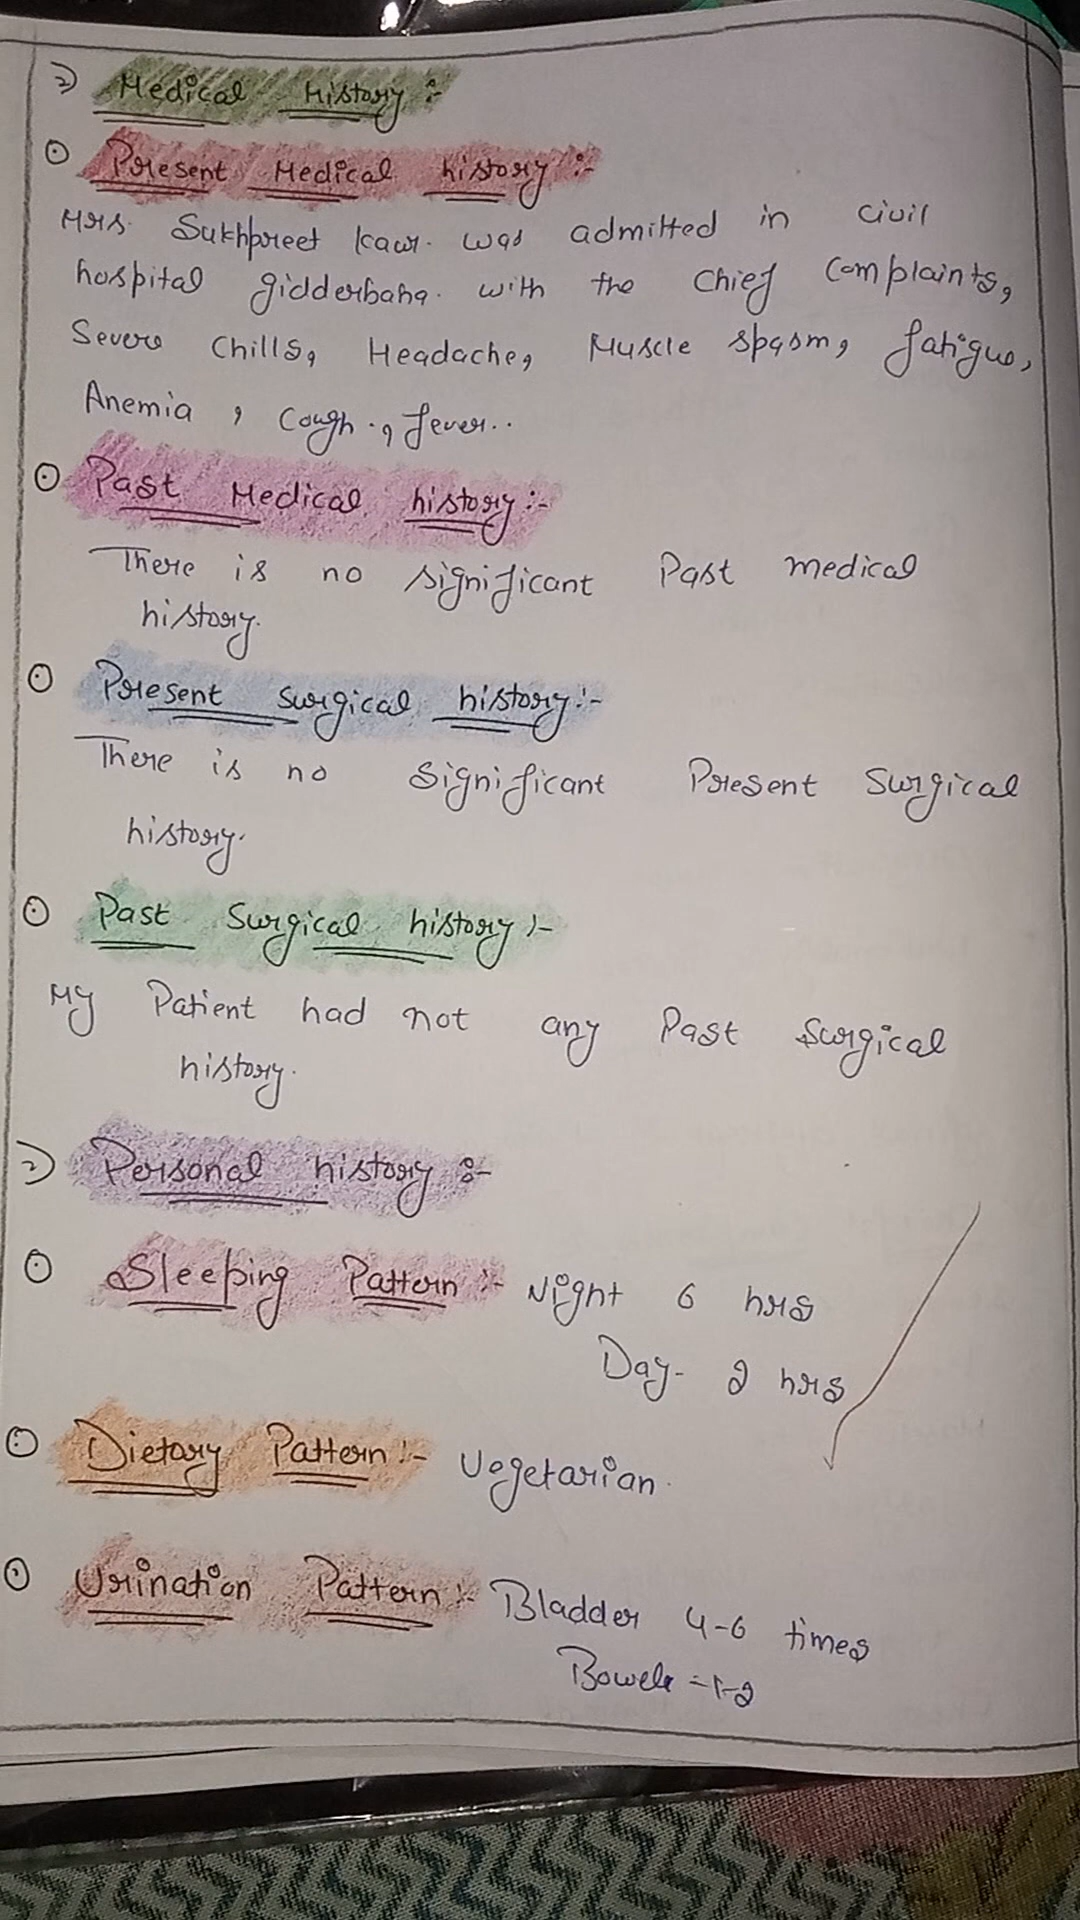 Medical History :-
Present Medical history :-
Mrs. Sukhpreet kaur. was admitted in civil
hospital gidderbaha. with the Chief Complaints,
Severe Chills, Headache, Muscle spasm, fatigue,
Anemia, Cough., fever..
Past Medical history :-
There is no significant Past medical
history.
Present Surgical history :-
There is no Significant Present Surgical
history.
Past Surgical history :-
My Patient had not any Past Surgical
history.
Personal history :-
Sleeping Pattern :- Night 6 hrs
Day- 2 hrs
Dietary Pattern :- Vegetarian.
Urination Pattern :- Bladder 4-6 times
Bowels = 1-2